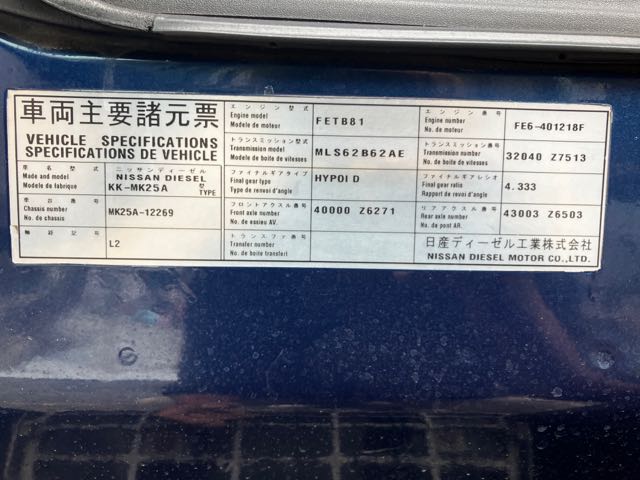 車両主要諸元票
VEHICLE SPECIFICATIONS
SPECIFICATIONS DE VEHICLE
型式
Made and model
Modele de fabrique
ニッサンディーゼル
NISSAN DIESEL
KK-MK25A 型 TYPE
車台番号
Chassis number
No. de chassis
MK25A-12269
L2
エンジン型式
Engine model
Modele de moteur
FETB81
エンジン番号
Engine number
No. de moteur
FE6-401218F
トランスミッション型式
Transmission model
Modele de boite de vitesses
MLS62B62AE
トランスミッション番号
Transmission number
No. de boite de vitesses
32040 Z7513
ファイナルギアタイプ
Final gear type
Type de renvoi d'angle
HYPOID
ファイナルギアレシオ
Final gear ratio
Rapport de renvoi d'angle
4.333
フロントアクスル番号
Front axle number
No. de essieu AV.
40000 Z6271
リアアクスル番号
Rear axle number
No. de post AR.
43003 Z6503
トランスファ番号
Transfer number
No. de boite transfert
日産ディーゼル工業株式会社
NISSAN DIESEL MOTOR CO.,LTD.